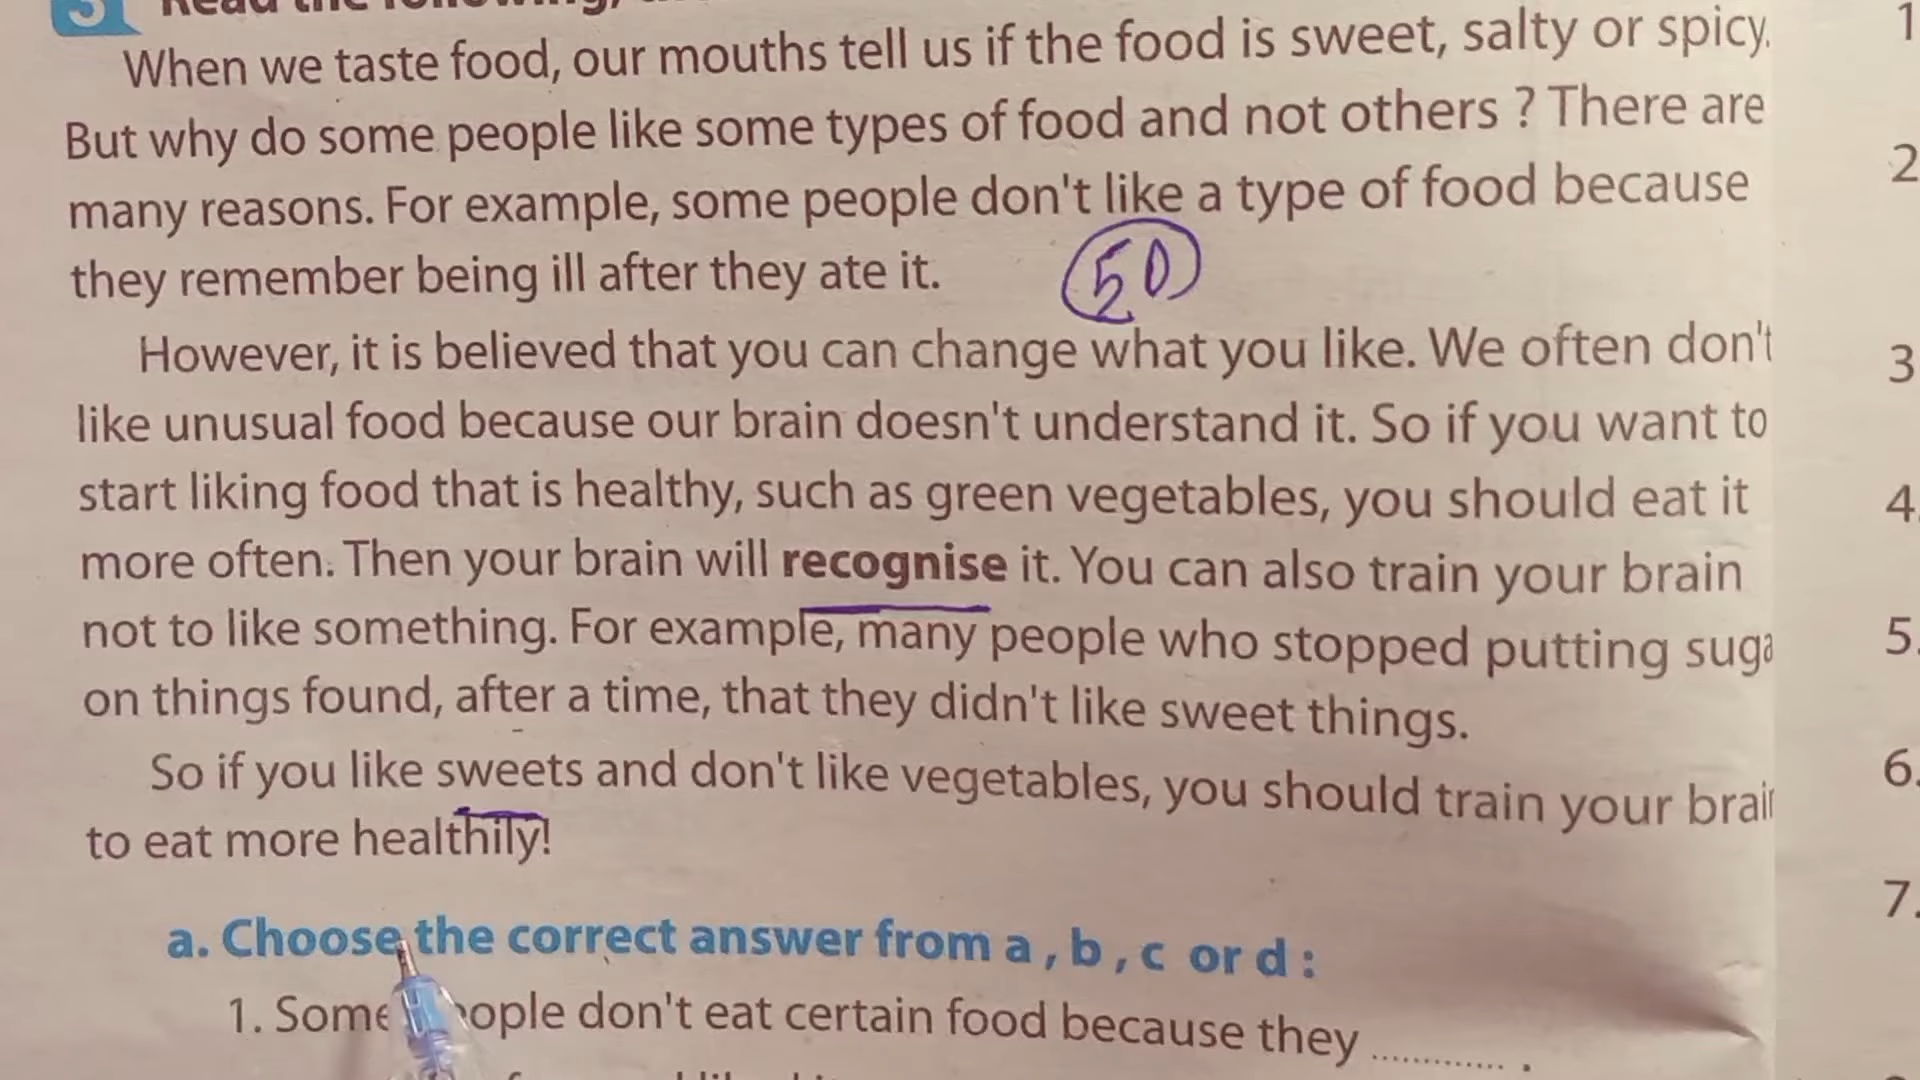 3 Read the following,
When we taste food, our mouths tell us if the food is sweet, salty or spicy.
But why do some people like some types of food and not others ? There are
many reasons. For example, some people don't like a type of food because
they remember being ill after they ate it.
50
However, it is believed that you can change what you like. We often don't
like unusual food because our brain doesn't understand it. So if you want to
start liking food that is healthy, such as green vegetables, you should eat it
more often. Then your brain will recognise it. You can also train your brain
not to like something. For example, many people who stopped putting
on things found, after a time, that they didn't like sweet things.
So if you like sweets and don't like vegetables, you should train your
to eat more healthily!
a. Choose the correct answer from a , b , c or d :
1. Some people don't eat certain food because they ............ .
1
2
3
4.
5.
6.
7.